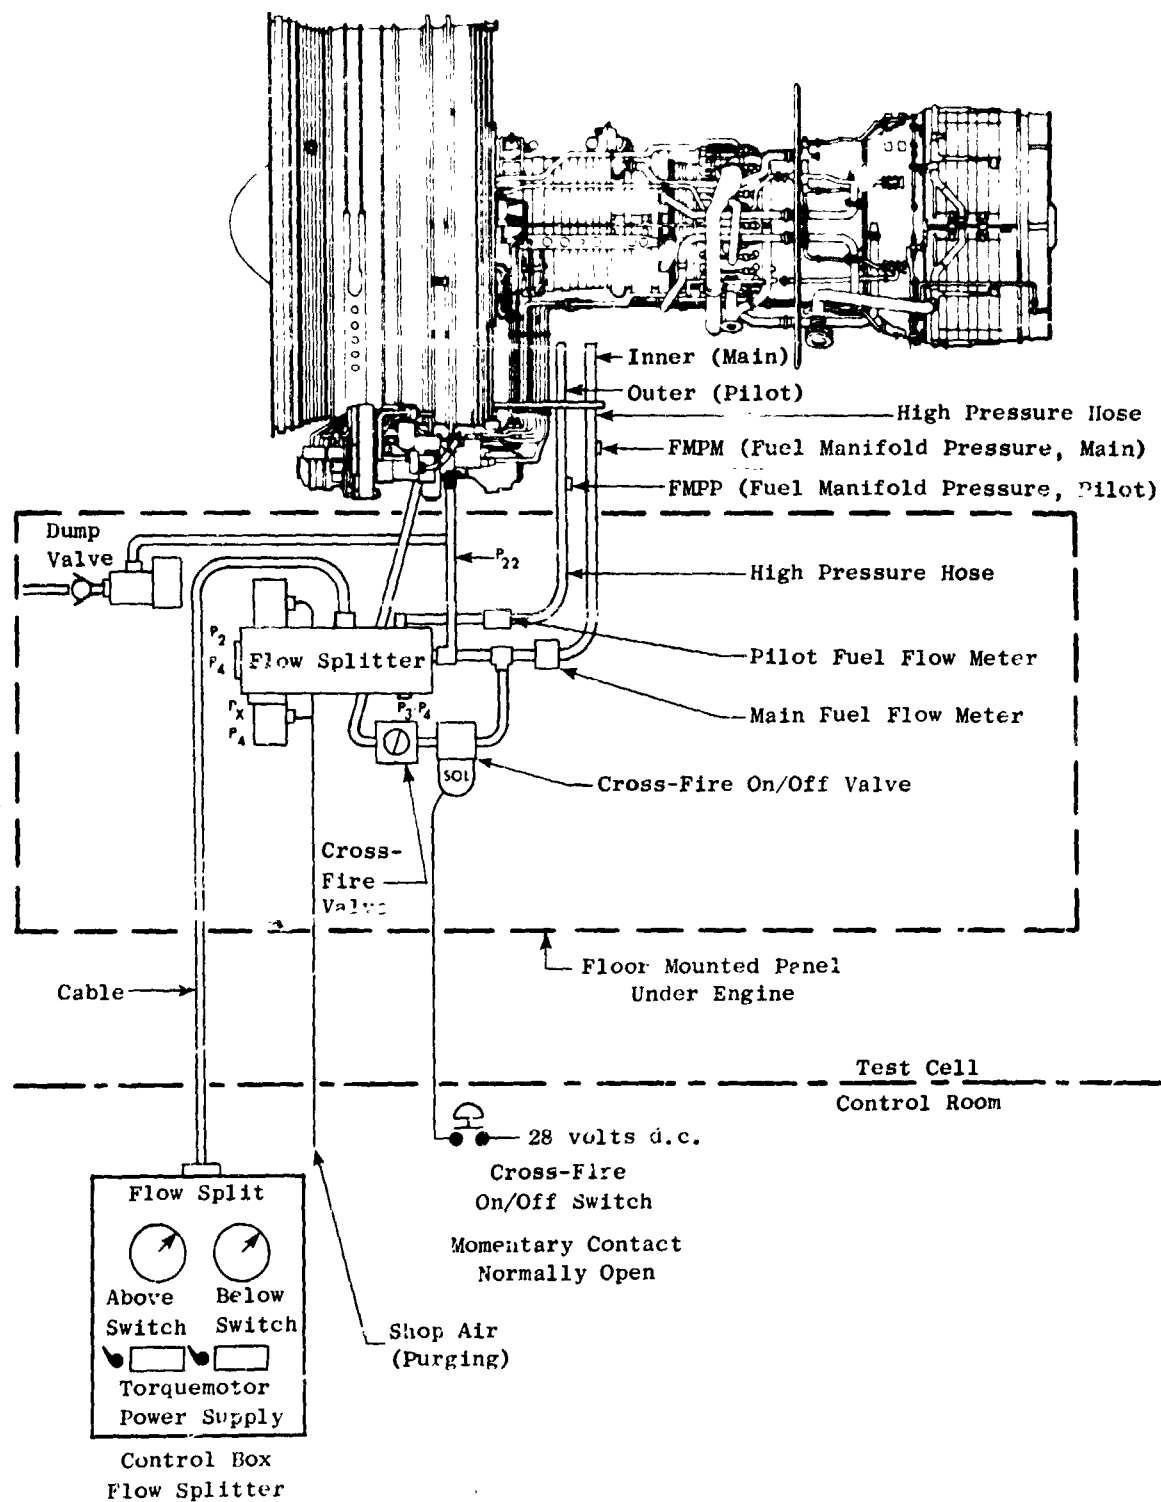 Inner (Main)
Outer (Pilot)
High Pressure Hose
FMPM (Fuel Manifold Pressure, Main)
FMPP (Fuel Manifold Pressure, Pilot)
Dump
Valve
P22
High Pressure Hose
P2
P4
Flow Splitter
Pilot Fuel Flow Meter
PX
P4
P3-P4
Main Fuel Flow Meter
SOL
Cross-Fire On/Off Valve
Cross-
Fire
Valve
Floor Mounted Panel
Under Engine
Cable
Test Cell
Control Room
28 volts d.c.
Cross-Fire
On/Off Switch
Momentary Contact
Normally Open
Flow Split
Above
Switch
Below
Switch
Shop Air
(Purging)
Torquemotor
Power Supply
Control Box
Flow Splitter